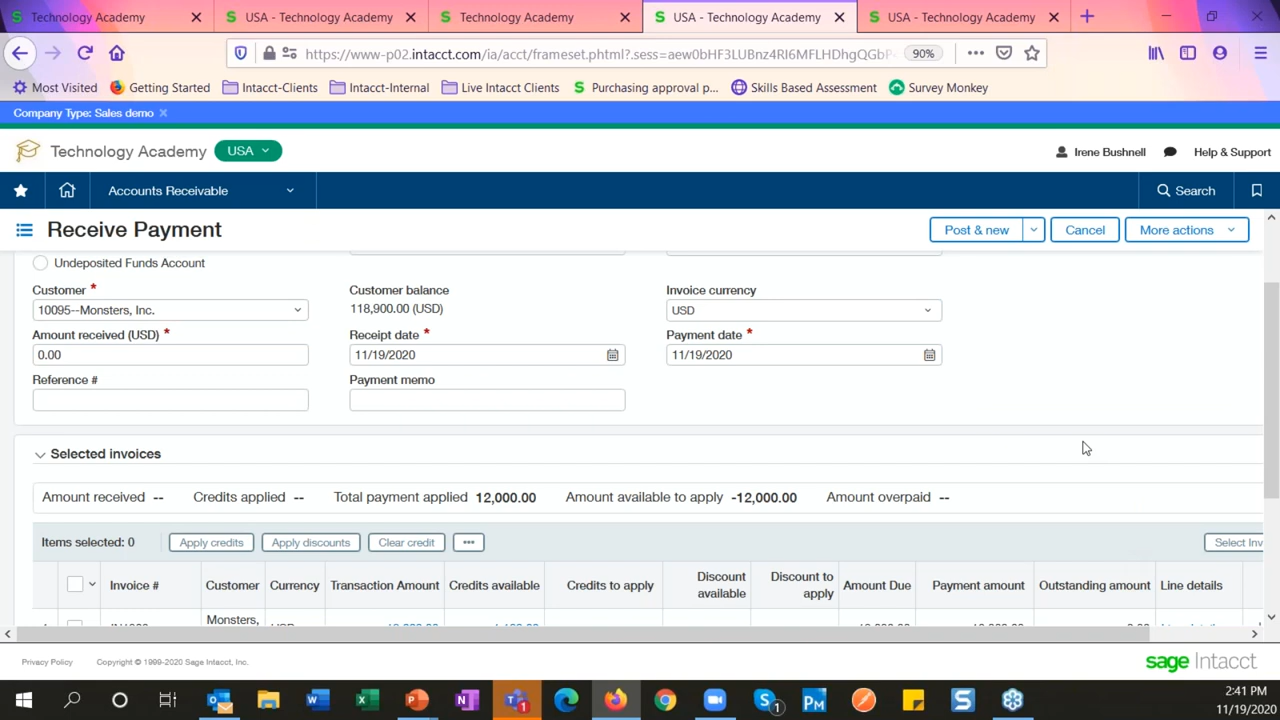 Technology Academy
USA - Technology Academy
Technology Academy
USA - Technology Academy
USA - Technology Academy
https://www-p02.intacct.com/ia/acct/frameset.phtml?.sess=aew0bHF3LUBnz4RI6MFLHDhgQGbP
90%
Most Visited
Getting Started
Intacct-Clients
Intacct-Internal
Live Intacct Clients
Purchasing approval p...
Skills Based Assessment
Survey Monkey
Company Type: Sales demo
Technology Academy
USA
Irene Bushnell
Help & Support
Accounts Receivable
Search
Receive Payment
Post & new
Cancel
More actions
Undeposited Funds Account
Customer *
Customer balance
Invoice currency
10095--Monsters, Inc.
118,900.00 (USD)
USD
Amount received (USD) *
Receipt date *
Payment date *
0.00
11/19/2020
11/19/2020
Reference #
Payment memo
Selected invoices
Amount received --
Credits applied --
Total payment applied 12,000.00
Amount available to apply -12,000.00
Amount overpaid --
Items selected: 0
Apply credits
Apply discounts
Clear credit
Select Inv
Invoice #
Customer
Currency
Transaction Amount
Credits available
Credits to apply
Discount available
Discount to apply
Amount Due
Payment amount
Outstanding amount
Line details
Monsters,
Privacy Policy
Copyright © 1999-2020 Sage Intacct, Inc.
sage Intacct
2:41 PM
11/19/2020